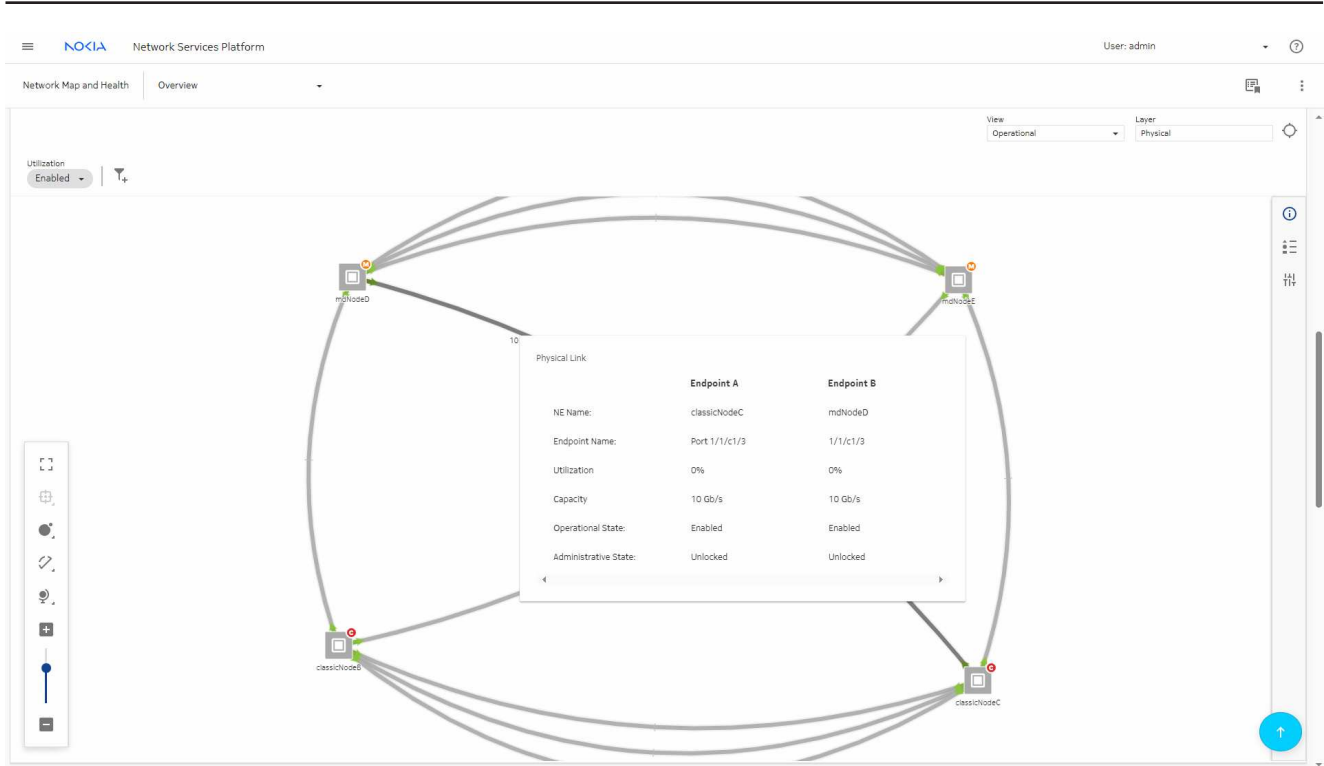 NOKIA Network Services Platform User: admin
Network Map and Health Overview
View Layer
Operational Physical
Utilization
Enabled
M M
mdNodeD mdNodeE
10
Physical Link
Endpoint A Endpoint B
NE Name: classicNodeC mdNodeD
Endpoint Name: Port 1/1/c1/3 1/1/c1/3
Utilization 0% 0%
Capacity 10 Gb/s 10 Gb/s
Operational State: Enabled Enabled
Administrative State: Unlocked Unlocked
C C
classicNodeB classicNodeC